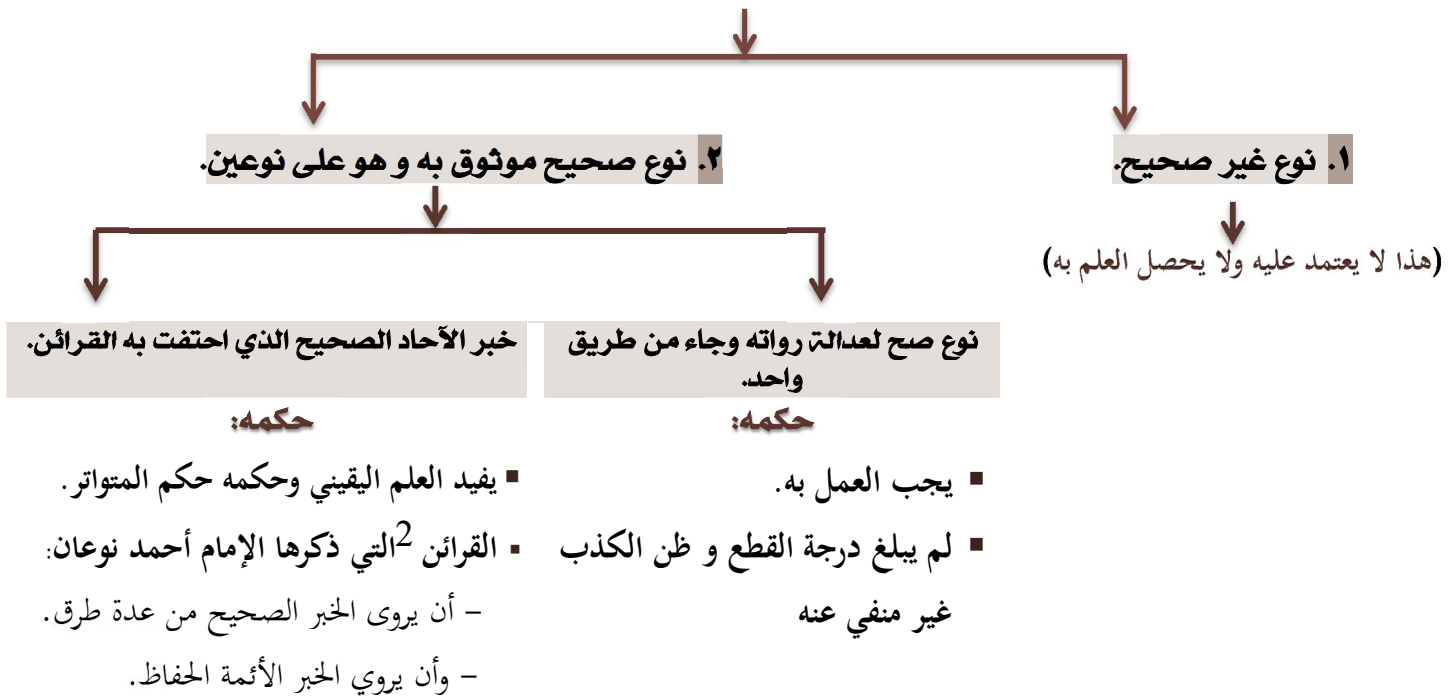 ١. نوع غير صحيح.
(هذا لا يعتمد عليه ولا يحصل العلم به)
٢. نوع صحيح موثوق به و هو على نوعين.
نوع صح لعدالة رواته وجاء من طريق
واحد.
حكمه:
▪ يجب العمل به.
▪ لم يبلغ درجة القطع و ظن الكذب
غير منفي عنه
خبر الآحاد الصحيح الذي احتفت به القرائن.
حكمه:
▪ يفيد العلم اليقيني وحكمه حكم المتواتر.
▪ القرائن 2التي ذكرها الإمام أحمد نوعان:
– أن يروى الخبر الصحيح من عدة طرق.
– وأن يروي الخبر الأئمة الحفاظ.